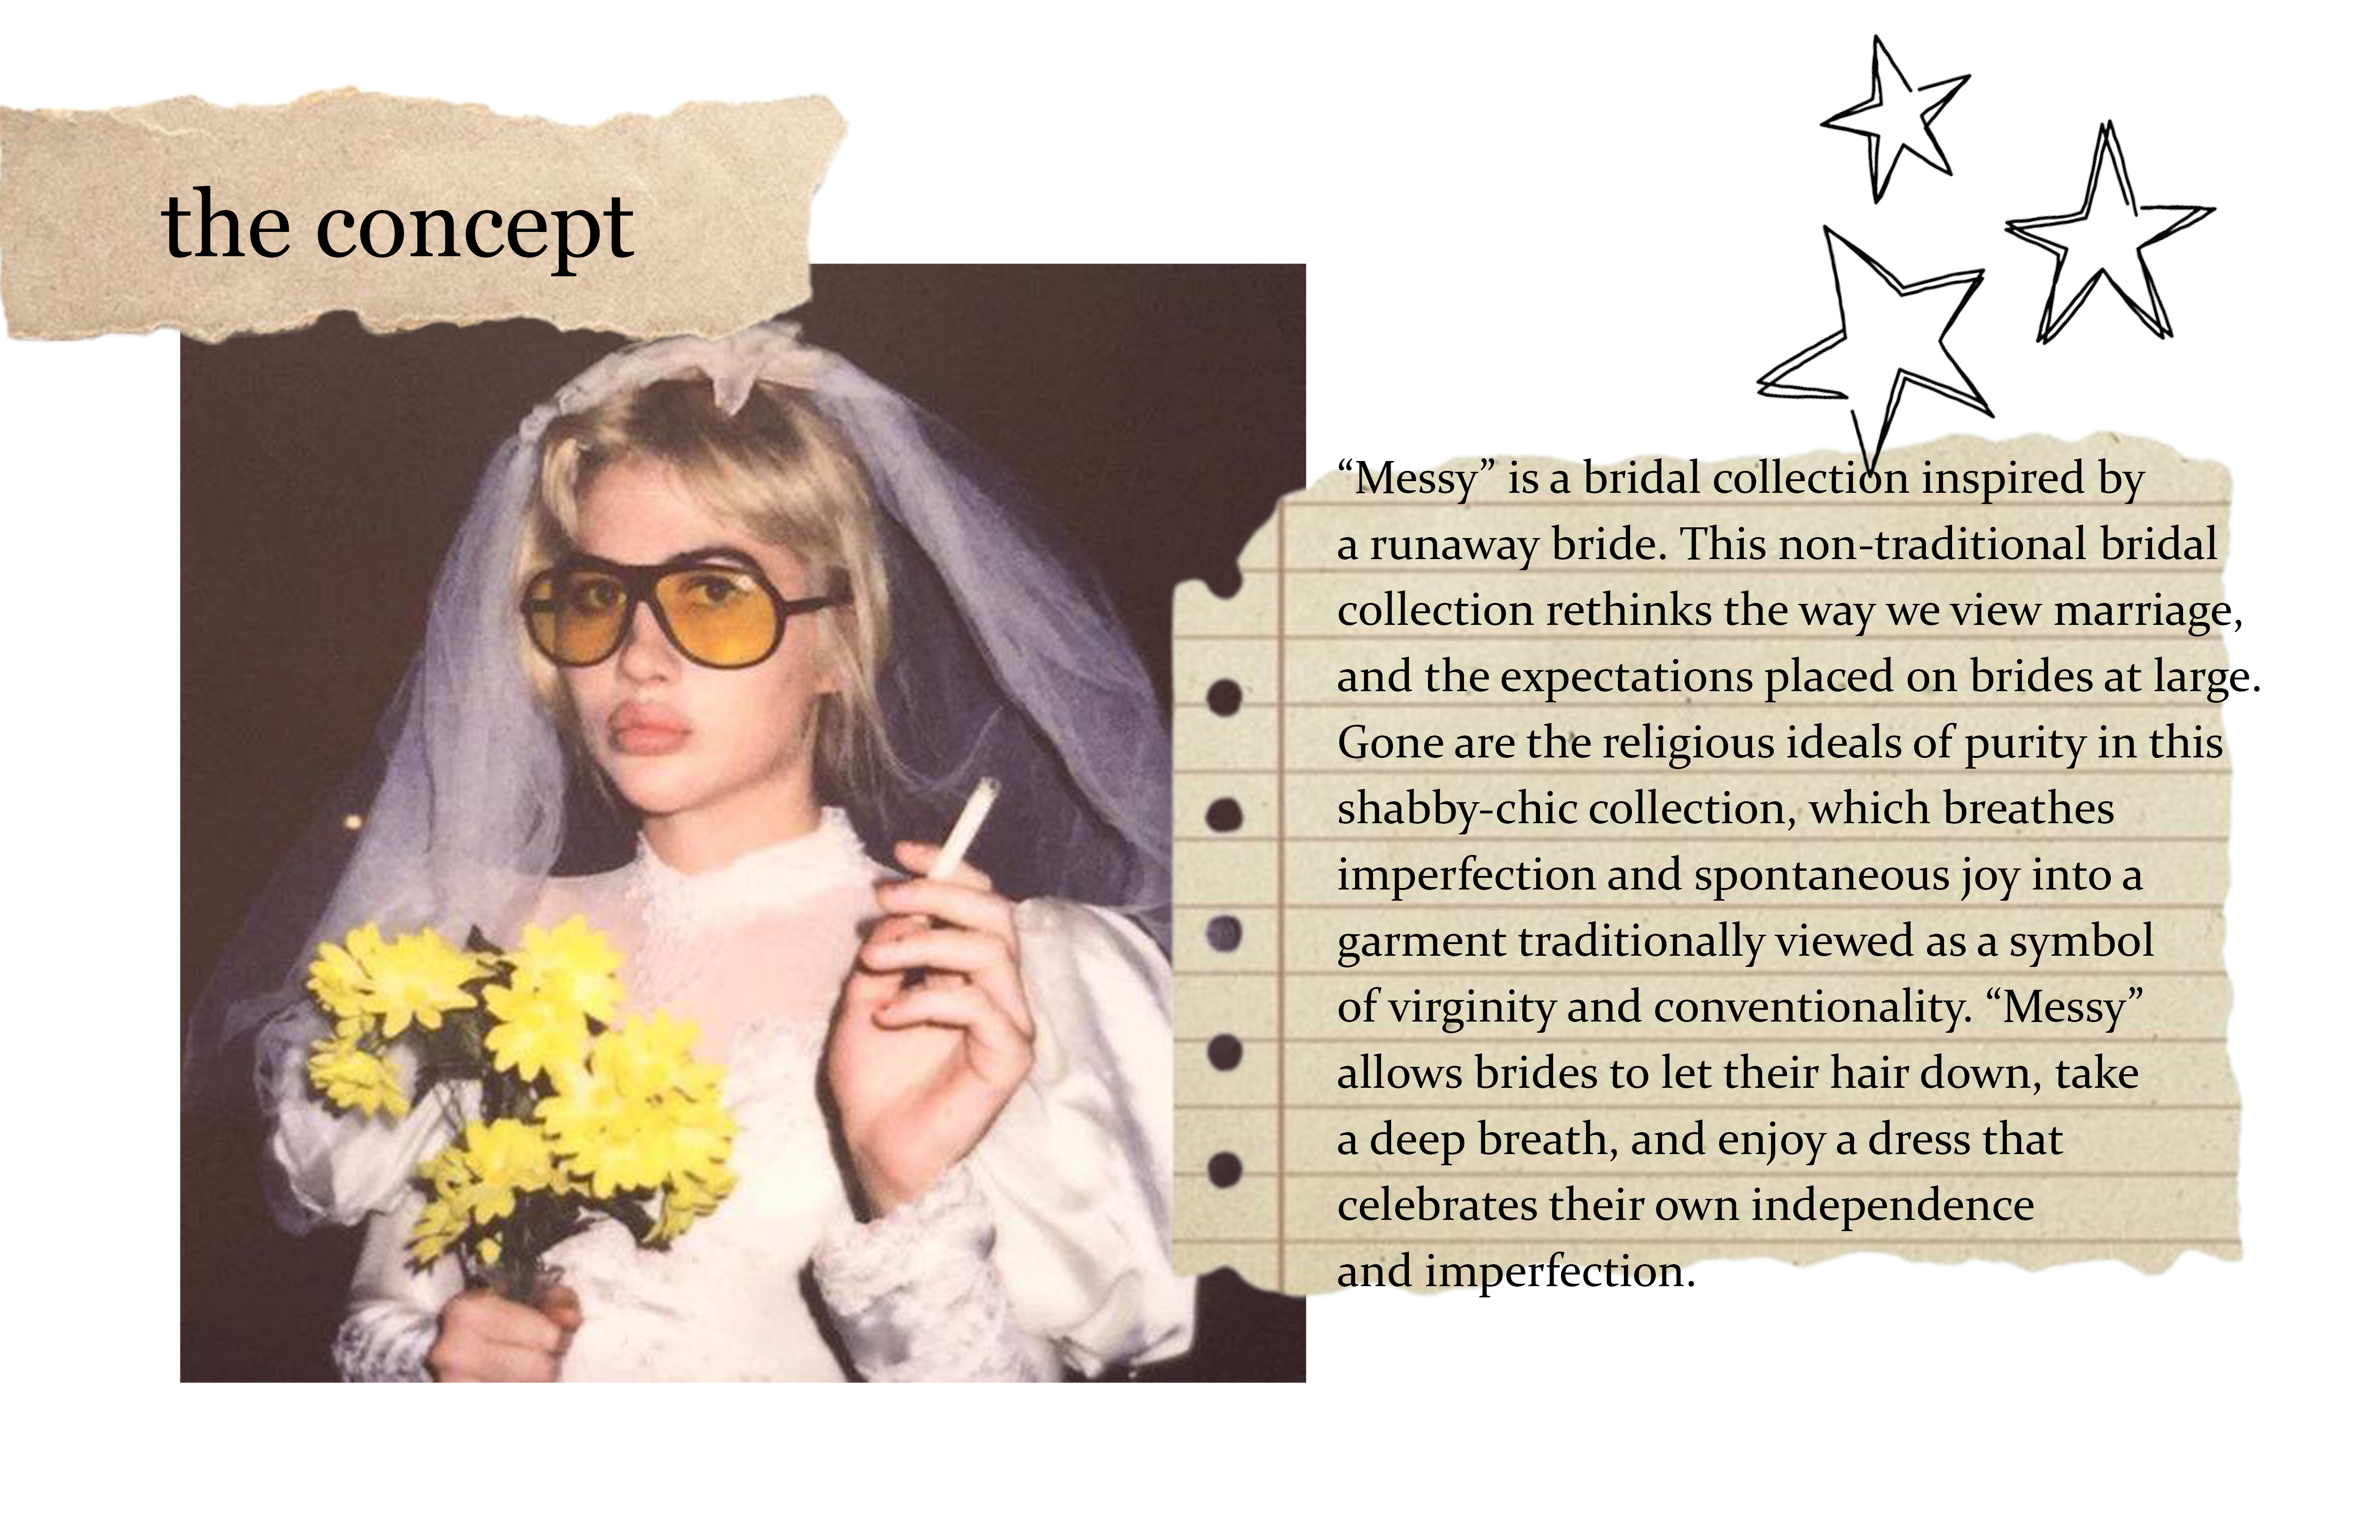 the concept
“Messy” is a bridal collection inspired by
a runaway bride. This non-traditional bridal
collection rethinks the way we view marriage,
and the expectations placed on brides at large.
Gone are the religious ideals of purity in this
shabby-chic collection, which breathes
imperfection and spontaneous joy into a
garment traditionally viewed as a symbol
of virginity and conventionality. “Messy”
allows brides to let their hair down, take
a deep breath, and enjoy a dress that
celebrates their own independence
and imperfection.